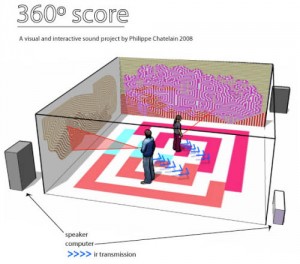 360º score
A visual and interactive sound project by Philippe Chatelain 2008
speaker
computer
>>>> ir transmission